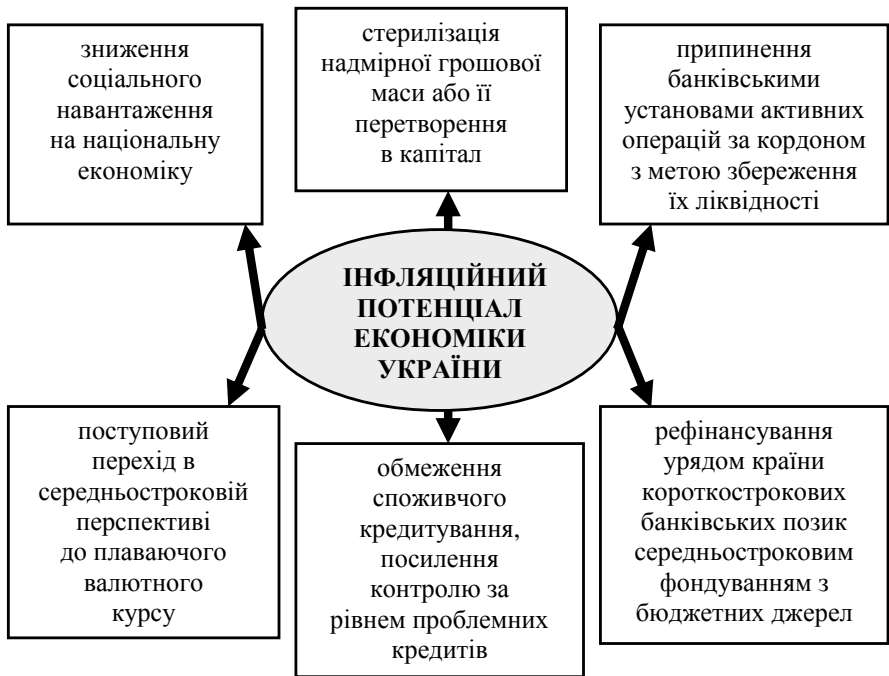 зниження
соціального
навантаження
на національну
економіку
стерилізація
надмірної грошової
маси або її
перетворення
в капітал
припинення
банківськими
установами активних
операцій за кордоном
з метою збереження
їх ліквідності
ІНФЛЯЦІЙНИЙ
ПОТЕНЦІАЛ
ЕКОНОМІКИ
УКРАЇНИ
поступовий
перехід в
середньостроковій
перспективі
до плаваючого
валютного
курсу
обмеження
споживчого
кредитування,
посилення
контролю за
рівнем проблемних
кредитів
рефінансування
урядом країни
короткострокових
банківських позик
середньостроковим
фондуванням з
бюджетних джерел